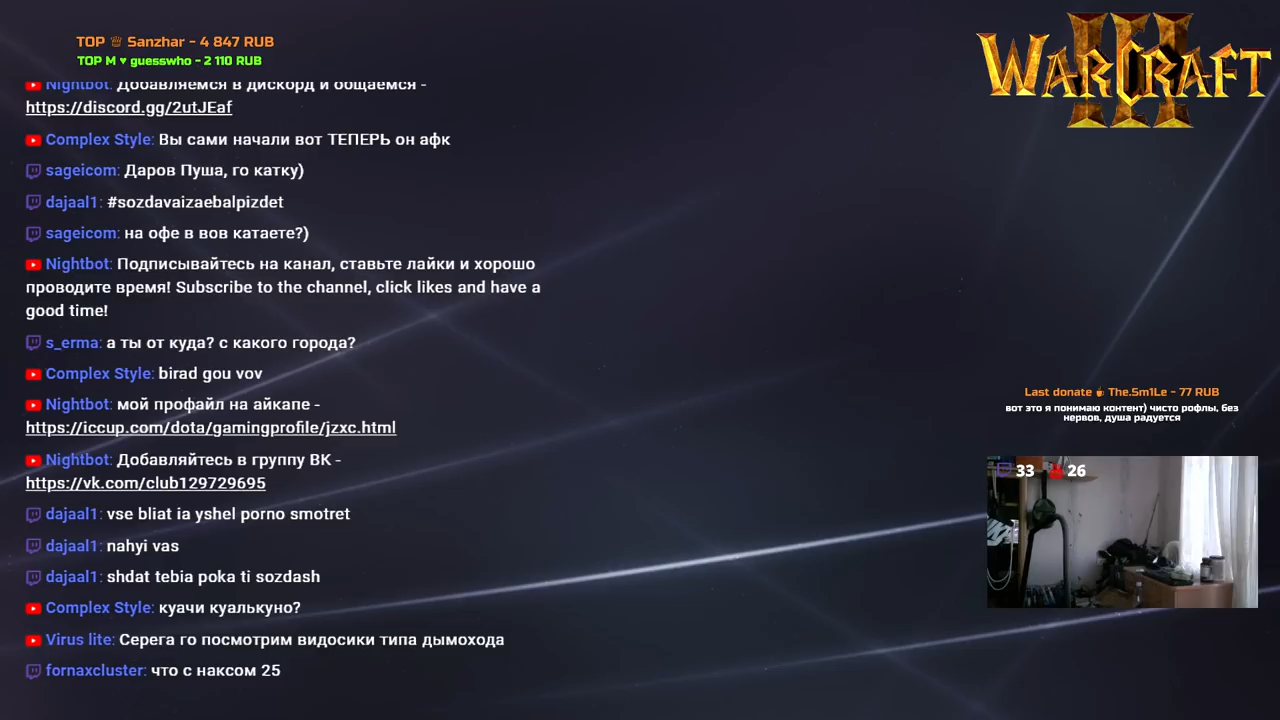 TOP ♕ Sanzhar - 4 847 RUB
TOP M ♥ guesswho - 2 110 RUB
WARCRAFT
III
Nightbot: Добавляемся в дискорд и общаемся -
https://discord.gg/2utJEaf
Complex Style: Вы сами начали вот ТЕПЕРЬ он афк
sageicom: Даров Пуша, го катку)
dajaal1: #sozdavaizaebalpizdet
sageicom: на офе в вов катаете?)
Nightbot: Подписывайтесь на канал, ставьте лайки и хорошо
проводите время! Subscribe to the channel, click likes and have a
good time!
s_erma: а ты от куда? с какого города?
Complex Style: birad gou vov
Nightbot: мой профайл на айкапе -
https://iccup.com/dota/gamingprofile/jzxc.html
Nightbot: Добавляйтесь в группу ВК -
https://vk.com/club129729695
dajaal1: vse bliat ia yshel porno smotret
dajaal1: nahyi vas
dajaal1: shdat tebia poka ti sozdash
Complex Style: куачи куалькуно?
Virus lite: Серега го посмотрим видосики типа дымохода
fornaxcluster: что с наксом 25
Last donate ☕ The.5m1Le - 77 RUB
вот это я понимаю контент) чисто рофлы, без
нервов, душа радуется
33 26